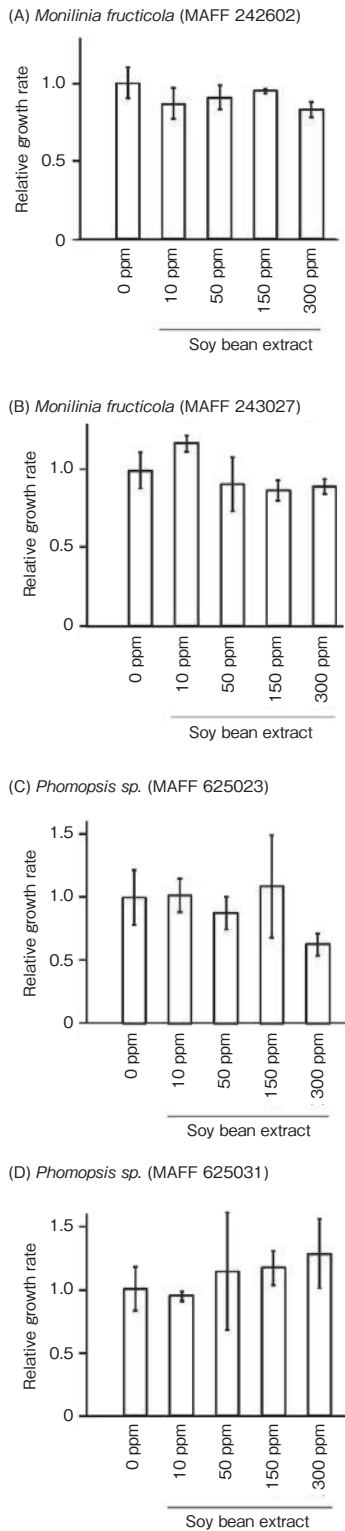 (A) Monilinia fructicola (MAFF 242602)
Relative growth rate
1.0
0.5
0
0 ppm
10 ppm
50 ppm
150 ppm
300 ppm
Soy bean extract
(B) Monilinia fructicola (MAFF 243027)
Relative growth rate
1.0
0.5
0
0 ppm
10 ppm
50 ppm
150 ppm
300 ppm
Soy bean extract
(C) Phomopsis sp. (MAFF 625023)
Relative growth rate
1.5
1.0
0.5
0
0 ppm
10 ppm
50 ppm
150 ppm
300 ppm
Soy bean extract
(D) Phomopsis sp. (MAFF 625031)
Relative growth rate
1.5
1.0
0.5
0
0 ppm
10 ppm
50 ppm
150 ppm
300 ppm
Soy bean extract